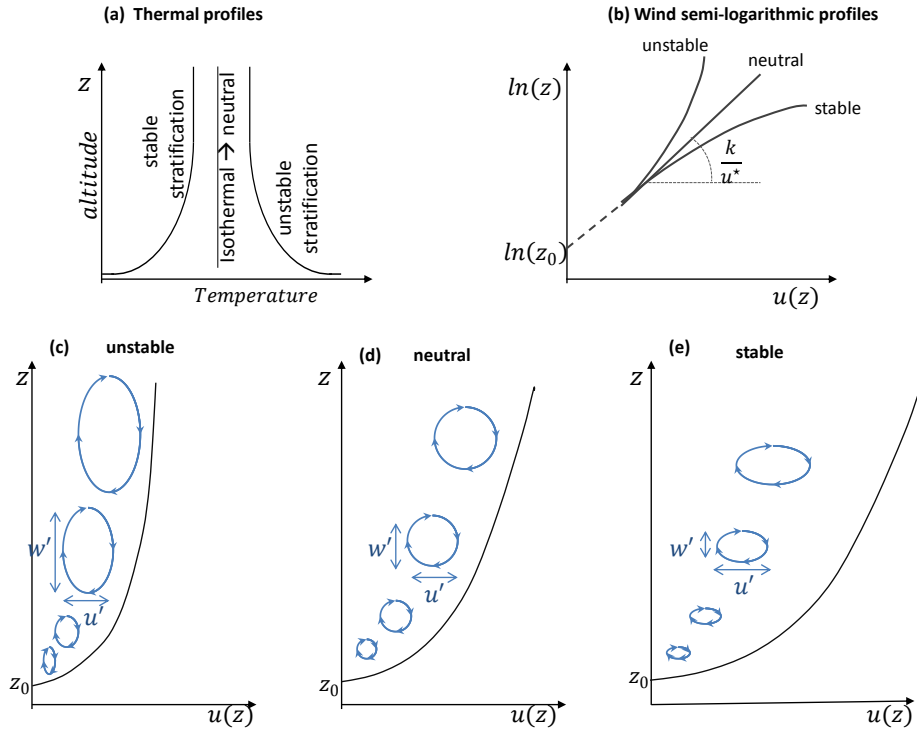 (a) Thermal profiles
z
altitude
stable
stratification
Isothermal → neutral
unstable
stratification
Temperature
(b) Wind semi-logarithmic profiles
unstable
neutral
stable
ln(z)
k
u*
ln(z₀)
u(z)
(c) unstable
z
w′
u′
z₀
u(z)
(d) neutral
z
w′
u′
z₀
u(z)
(e) stable
z
w′
u′
z₀
u(z)